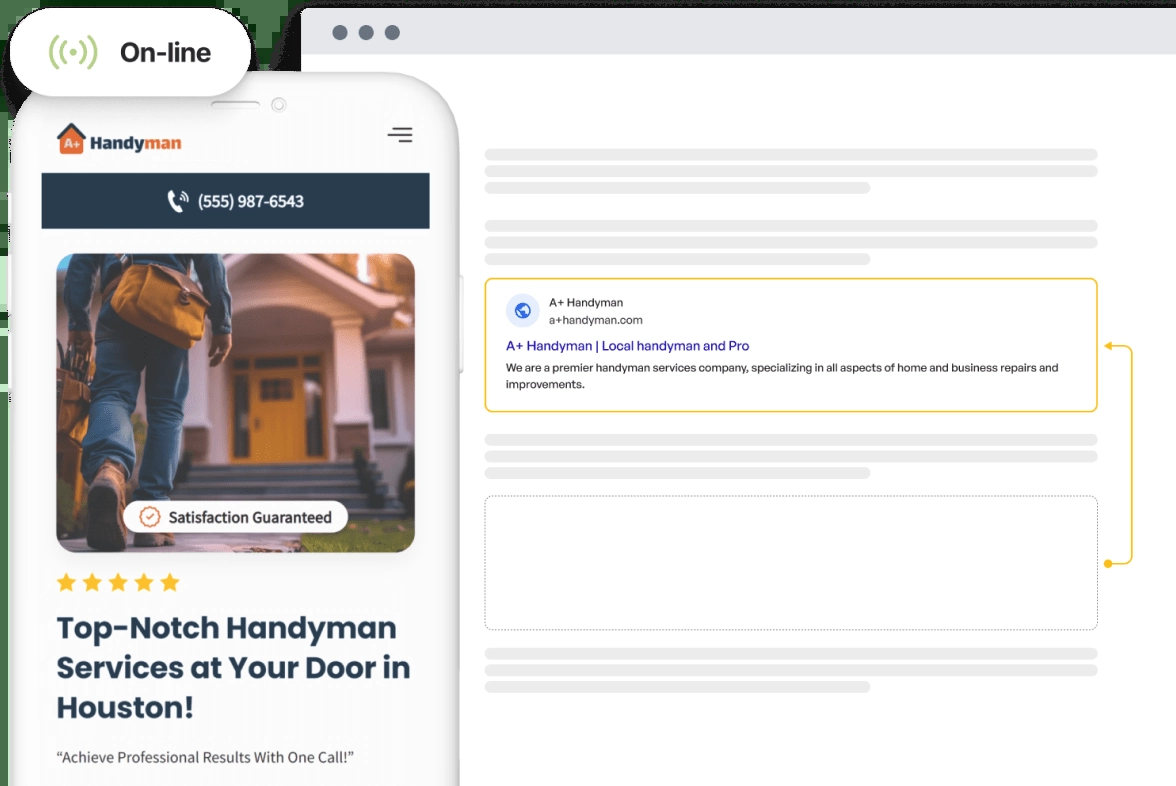 On-line
A+ Handyman
(555) 987-6543
Satisfaction Guaranteed
Top-Notch Handyman
Services at Your Door in
Houston!
“Achieve Professional Results With One Call!”
A+ Handyman
a+handyman.com
A+ Handyman | Local handyman and Pro
We are a premier handyman services company, specializing in all aspects of home and business repairs and
improvements.